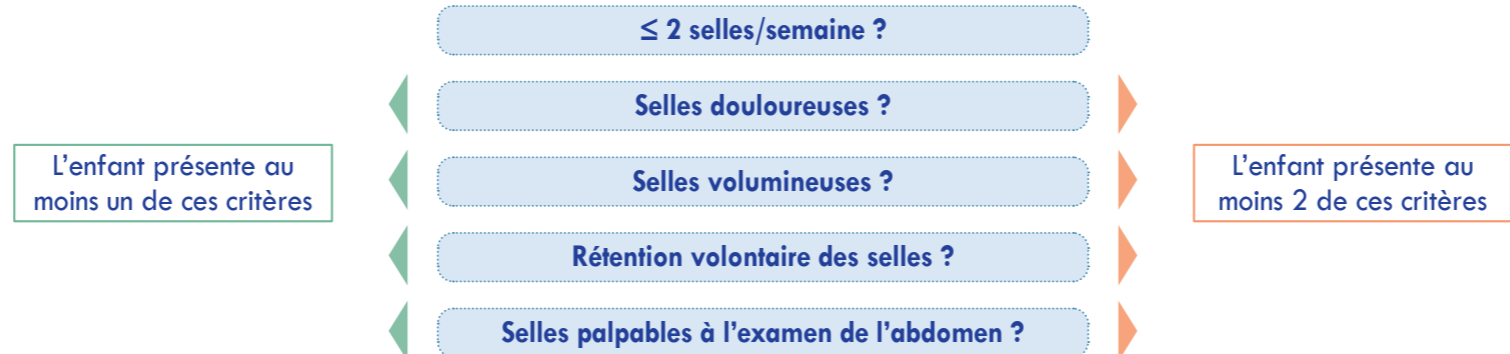 ≤ 2 selles/semaine ?
Selles douloureuses ?
L'enfant présente au
moins un de ces critères
Selles volumineuses ?
L'enfant présente au
moins 2 de ces critères
Rétention volontaire des selles ?
Selles palpables à l'examen de l'abdomen ?